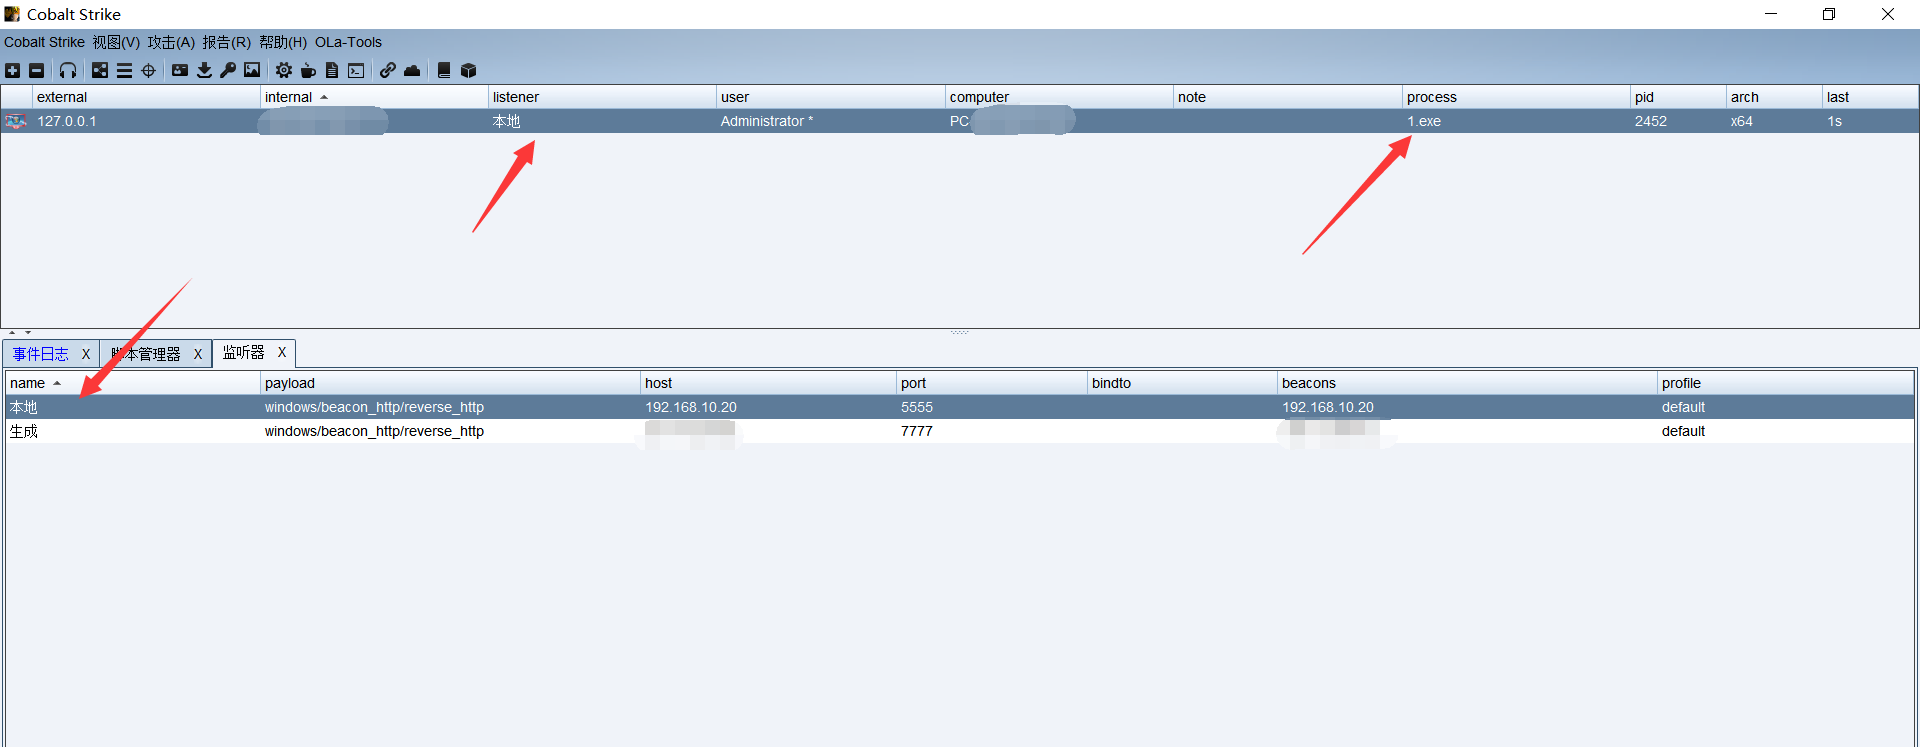 Cobalt Strike
Cobalt Strike 视图(V) 攻击(A) 报告(R) 帮助(H) OLa-Tools
external internal listener user computer note process pid arch last
127.0.0.1 本地 Administrator * PC 1.exe 2452 x64 1s
事件日志 X 脚本管理器 X 监听器 X
name payload host port bindto beacons profile
本地 windows/beacon_http/reverse_http 192.168.10.20 5555 192.168.10.20 default
生成 windows/beacon_http/reverse_http 7777 default